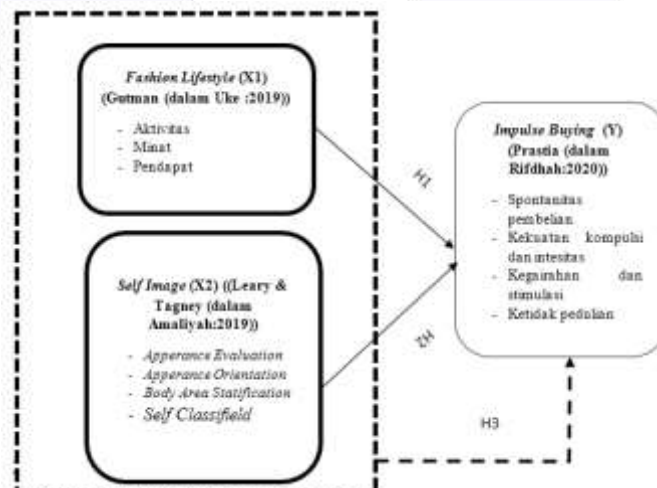 Fashion Lifestyle (X1)
(Gutman (dalam Uke :2019))
- Aktivitas
- Minat
- Pendapat
H1
Impulse Buying (Y)
(Prastia (dalam
Rifdhah:2020))
- Spontanitas
pembelian
- Kekuatan kompulsi
dan intesitas
- Kegairahan dan
stimulasi
- Ketidak pedulian
Self Image (X2) ((Leary &
Tagney (dalam
Amaliyah:2019))
- Apperance Evaluation
- Apperance Orientation
- Body Area Statification
- Self Classifield
H2
H3